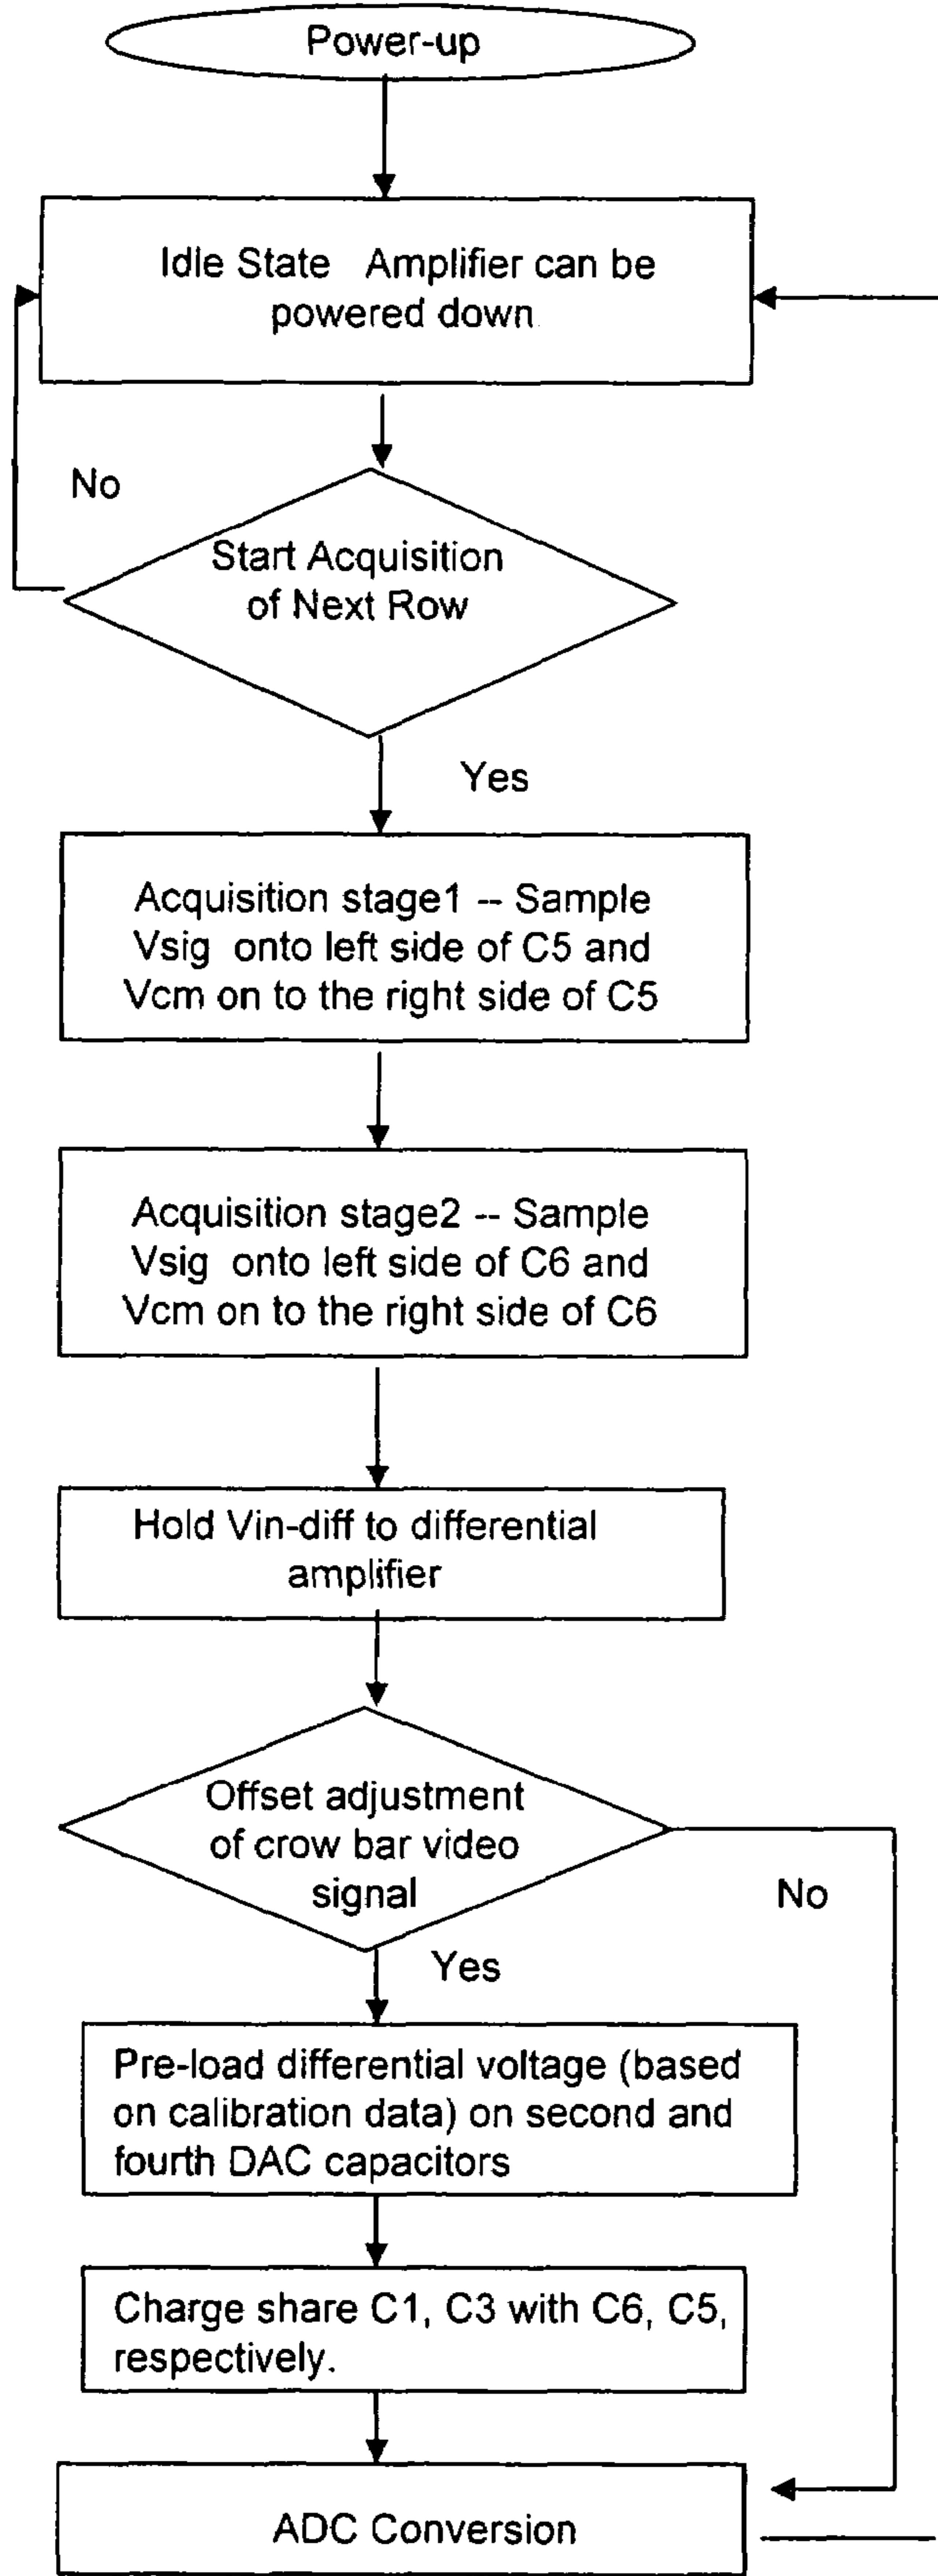 Power-up
Idle State Amplifier can be
powered down
No
Start Acquisition
of Next Row
Yes
Acquisition stage1 -- Sample
Vsig onto left side of C5 and
Vcm on to the right side of C5
Acquisition stage2 -- Sample
Vsig onto left side of C6 and
Vcm on to the right side of C6
Hold Vin-diff to differential
amplifier
Offset adjustment
of crow bar video
signal
No
Yes
Pre-load differential voltage (based
on calibration data) on second and
fourth DAC capacitors
Charge share C1, C3 with C6, C5,
respectively.
ADC Conversion